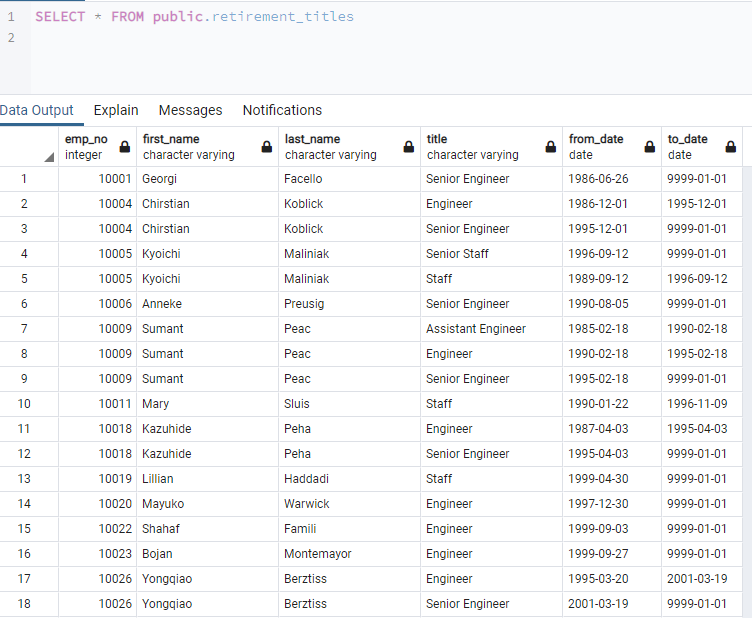 1 SELECT * FROM public.retirement_titles
2
Data Output Explain Messages Notifications
emp_no first_name last_name title from_date to_date
integer character varying character varying character varying date date
1 10001 Georgi Facello Senior Engineer 1986-06-26 9999-01-01
2 10004 Chirstian Koblick Engineer 1986-12-01 1995-12-01
3 10004 Chirstian Koblick Senior Engineer 1995-12-01 9999-01-01
4 10005 Kyoichi Maliniak Senior Staff 1996-09-12 9999-01-01
5 10005 Kyoichi Maliniak Staff 1989-09-12 1996-09-12
6 10006 Anneke Preusig Senior Engineer 1990-08-05 9999-01-01
7 10009 Sumant Peac Assistant Engineer 1985-02-18 1990-02-18
8 10009 Sumant Peac Engineer 1990-02-18 1995-02-18
9 10009 Sumant Peac Senior Engineer 1995-02-18 9999-01-01
10 10011 Mary Sluis Staff 1990-01-22 1996-11-09
11 10018 Kazuhide Peha Engineer 1987-04-03 1995-04-03
12 10018 Kazuhide Peha Senior Engineer 1995-04-03 9999-01-01
13 10019 Lillian Haddadi Staff 1999-04-30 9999-01-01
14 10020 Mayuko Warwick Engineer 1997-12-30 9999-01-01
15 10022 Shahaf Famili Engineer 1999-09-03 9999-01-01
16 10023 Bojan Montemayor Engineer 1999-09-27 9999-01-01
17 10026 Yongqiao Berztiss Engineer 1995-03-20 2001-03-19
18 10026 Yongqiao Berztiss Senior Engineer 2001-03-19 9999-01-01